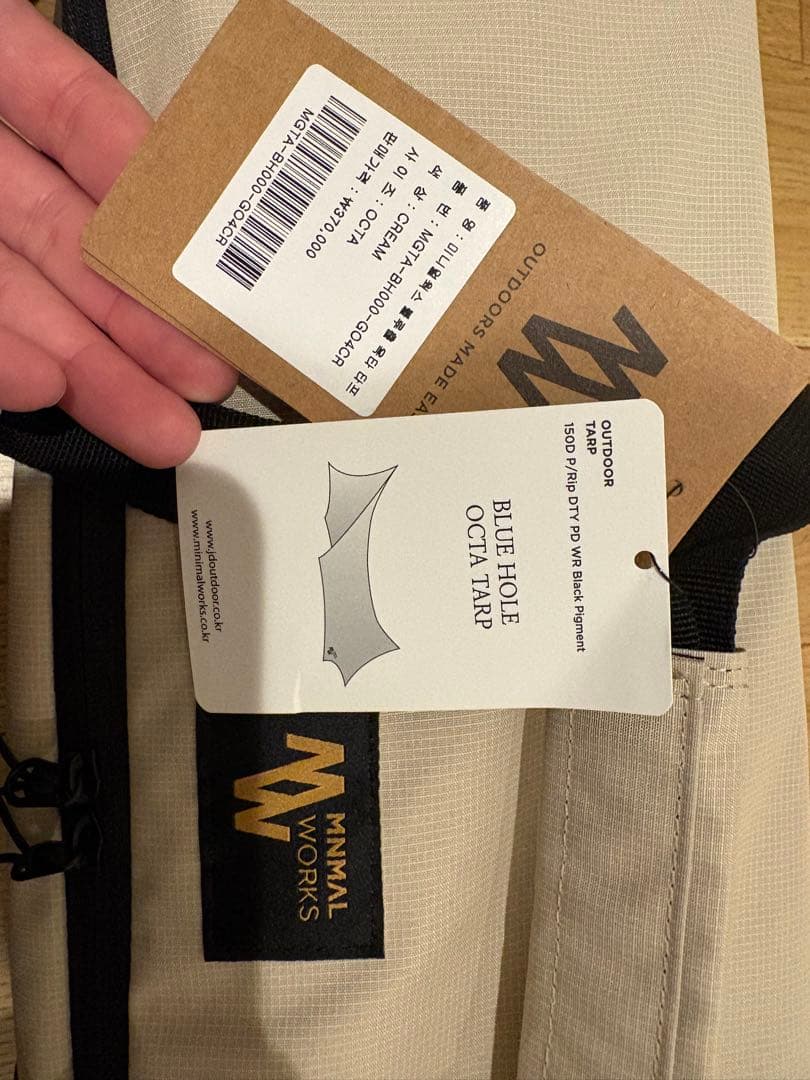 품 명 : 미니멀웍스 블루홀 옥타 타프
품 번 : MGTA-BH000-GO4CR
색 상 : CREAM
사 이 즈 : OCTA
판매가격 : ₩370,000
MGTA-BH000-GO4CR
OUTDOORS MADE EA
OUTDOOR
TARP
150D P/Rip DTY PD WR Black Pigment
BLUE HOLE
OCTA TARP
www.jdoutdoor.co.kr
www.minimalworks.co.kr
MNMAL
WORKS